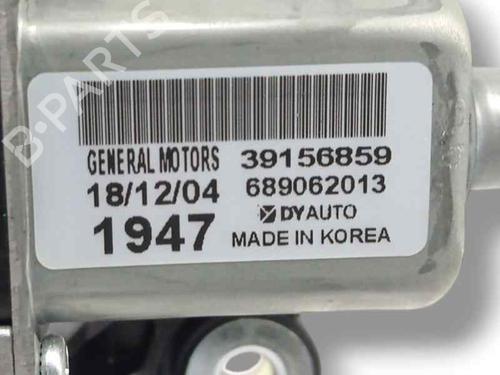 B-PARTS
GENERAL MOTORS 39156859
18/12/04 689062013
1947 DYAUTO
MADE IN KOREA